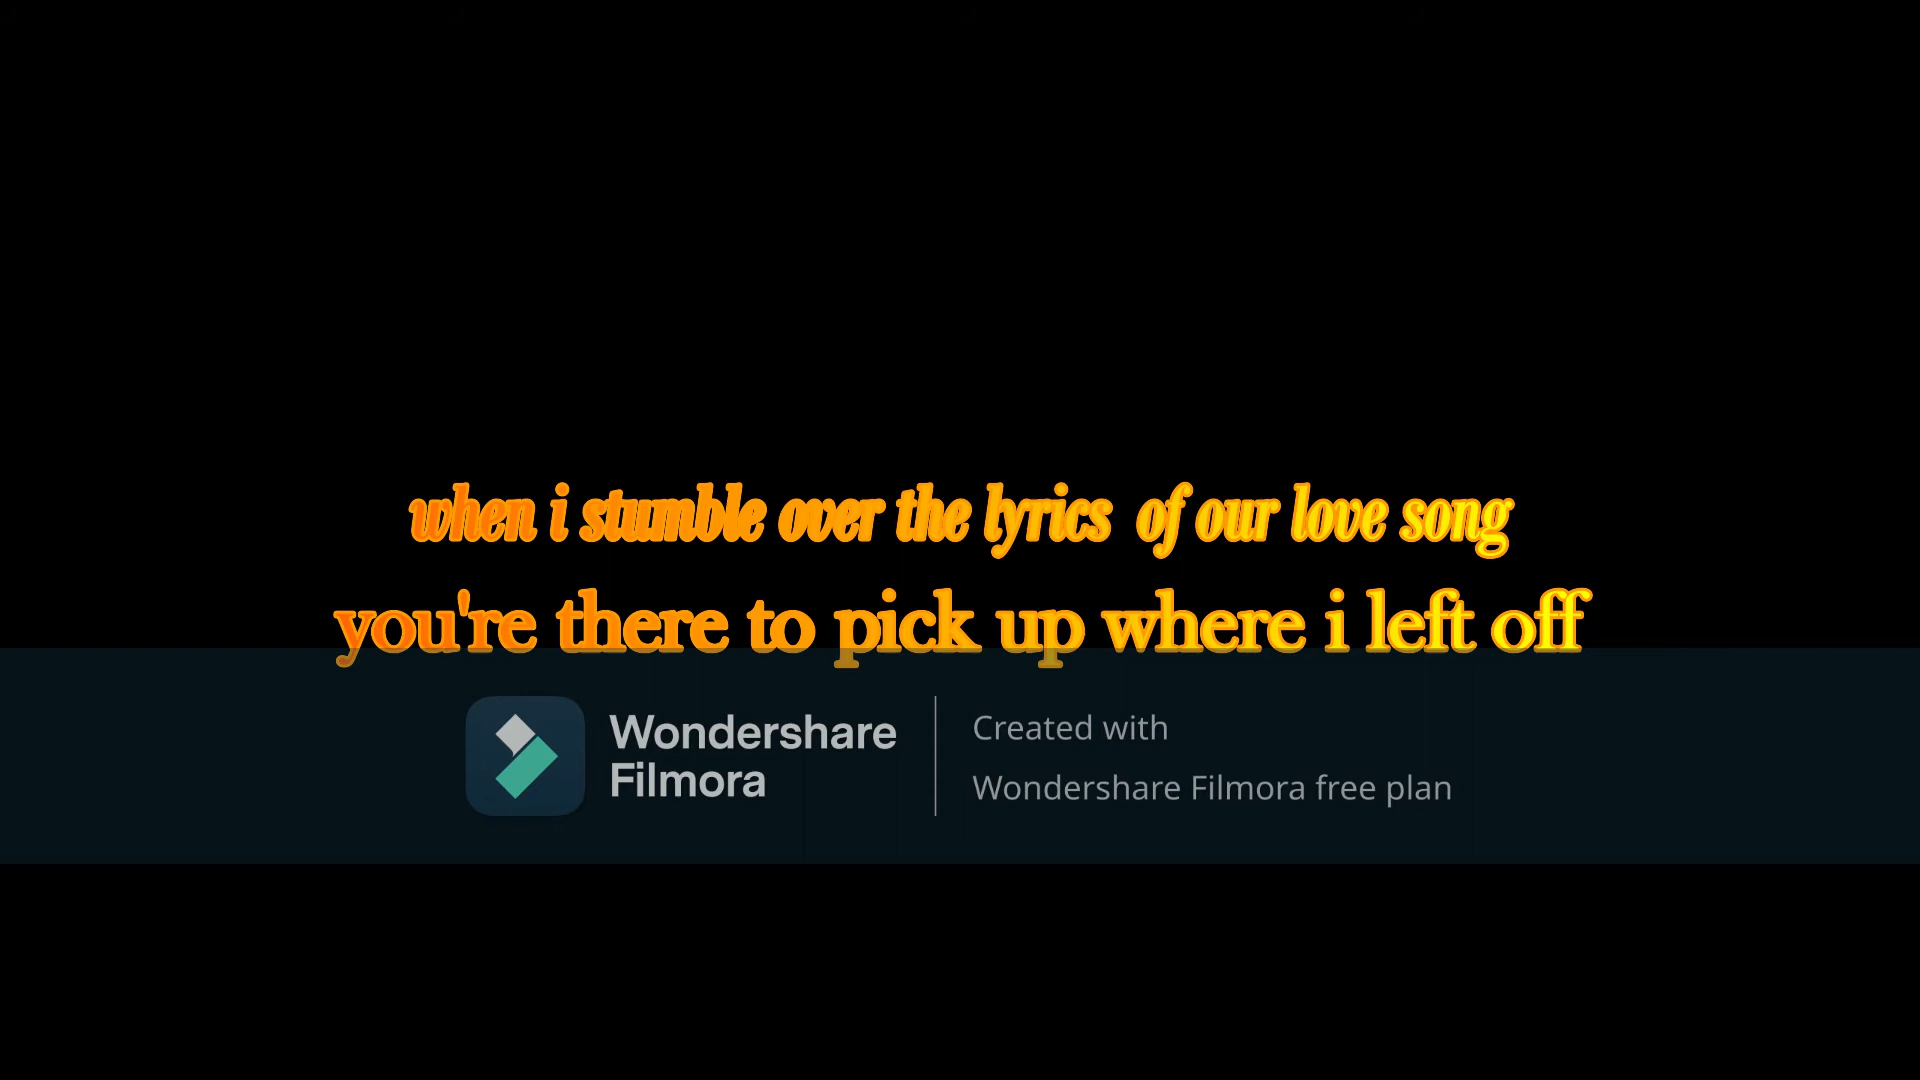 when i stumble over the lyrics of our love song
you're there to pick up where i left off
Wondershare
Filmora
Created with
Wondershare Filmora free plan